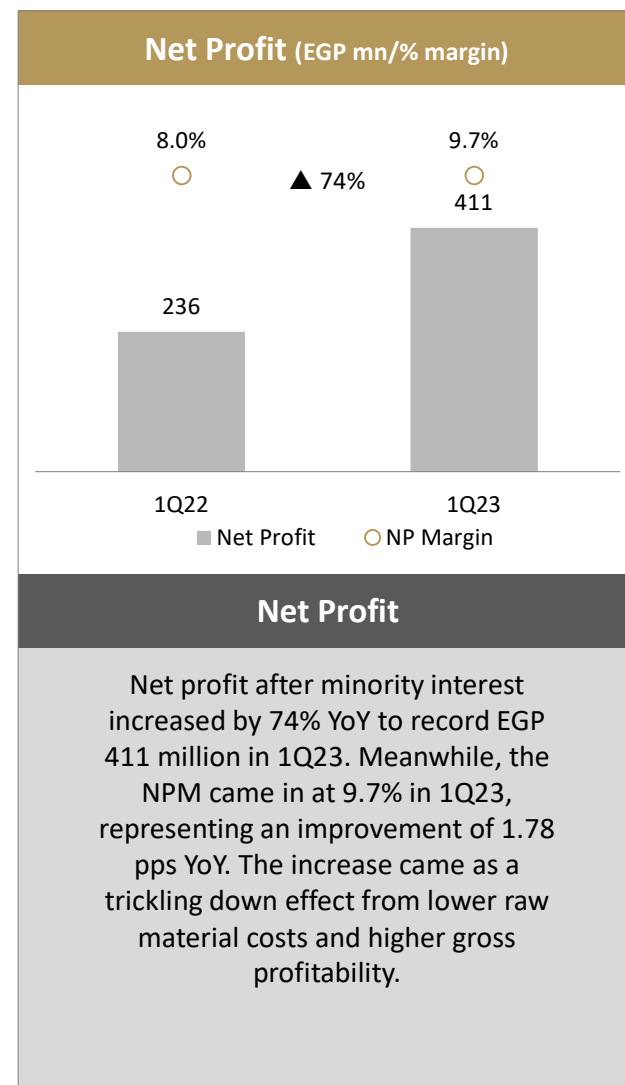 Net Profit (EGP mn/% margin)
8.0%
9.7%
▲ 74%
411
236
1Q22
1Q23
Net Profit
NP Margin
Net Profit
Net profit after minority interest
increased by 74% YoY to record EGP
411 million in 1Q23. Meanwhile, the
NPM came in at 9.7% in 1Q23,
representing an improvement of 1.78
pps YoY. The increase came as a
trickling down effect from lower raw
material costs and higher gross
profitability.